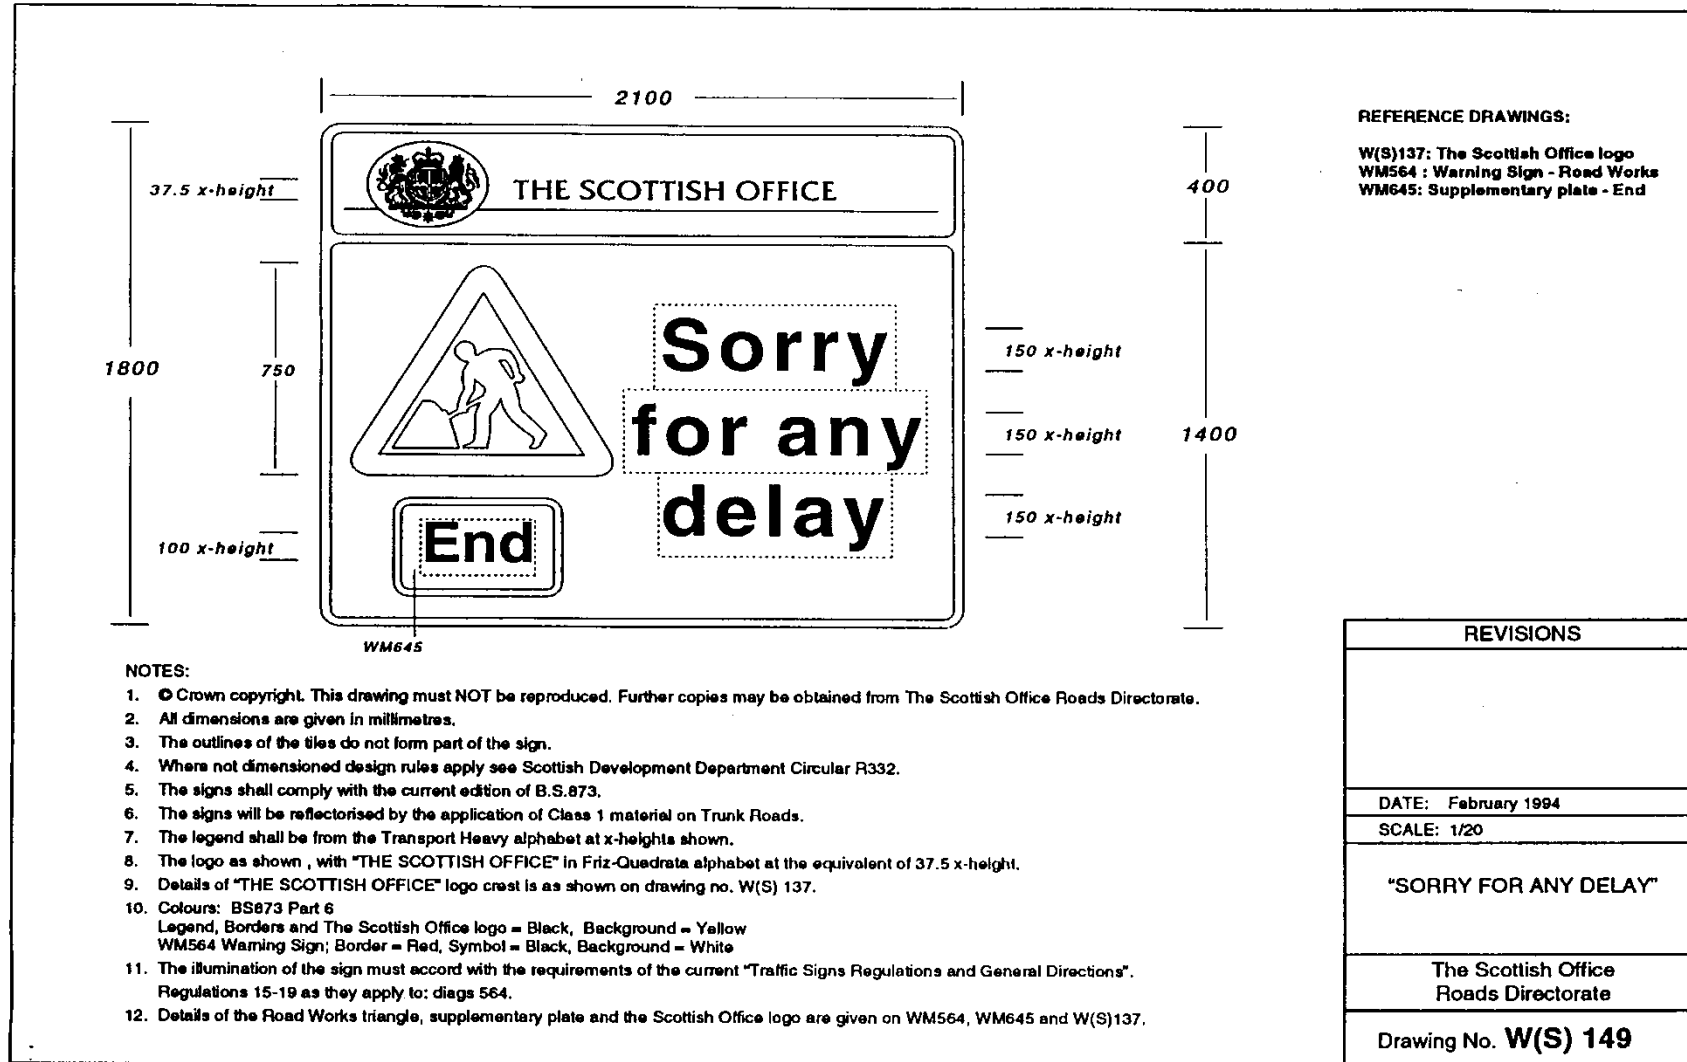 2100
REFERENCE DRAWINGS:
W(S)137: The Scottish Office logo
WM564 : Warning Sign - Road Works
WM645: Supplementary plate - End
37.5 x-height
THE SCOTTISH OFFICE
400
1800
750
Sorry
for any
delay
150 x-height
150 x-height
150 x-height
1400
100 x-height
End
WM645
NOTES:
1. © Crown copyright. This drawing must NOT be reproduced. Further copies may be obtained from The Scottish Office Roads Directorate.
2. All dimensions are given in millimetres.
3. The outlines of the tiles do not form part of the sign.
4. Where not dimensioned design rules apply see Scottish Development Department Circular R332.
5. The signs shall comply with the current edition of B.S.873.
6. The signs will be reflectorised by the application of Class 1 material on Trunk Roads.
7. The legend shall be from the Transport Heavy alphabet at x-heights shown.
8. The logo as shown , with "THE SCOTTISH OFFICE" in Friz-Quadrata alphabet at the equivalent of 37.5 x-height.
9. Details of "THE SCOTTISH OFFICE" logo crest is as shown on drawing no. W(S) 137.
10. Colours: BS873 Part 6
Legend, Borders and The Scottish Office logo = Black, Background = Yellow
WM564 Warning Sign; Border = Red, Symbol = Black, Background = White
11. The illumination of the sign must accord with the requirements of the current "Traffic Signs Regulations and General Directions".
Regulations 15-19 as they apply to: diags 564.
12. Details of the Road Works triangle, supplementary plate and the Scottish Office logo are given on WM564, WM645 and W(S)137.
REVISIONS
DATE: February 1994
SCALE: 1/20
"SORRY FOR ANY DELAY"
The Scottish Office
Roads Directorate
Drawing No. W(S) 149